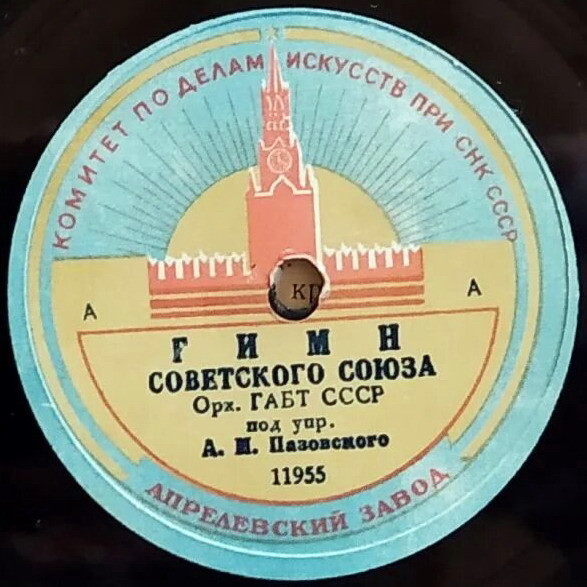 КОМИТЕТ ПО ДЕЛАМ ИСКУССТВ ПРИ СНК СССР
кр
А
А
ГИМН
СОВЕТСКОГО СОЮЗА
Орх. ГАБТ СССР
под упр.
А. М. Пазовского
11955
АПРЕЛЕВСКИЙ ЗАВОД